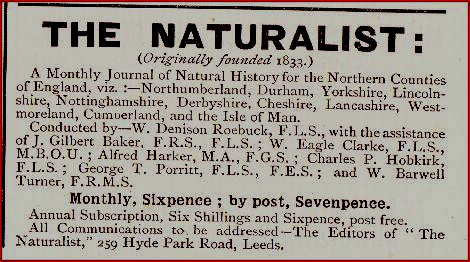 THE NATURALIST:
(Originally founded 1833.)
A Monthly Journal of Natural History for the Northern Counties
of England, viz. :—Northumberland, Durham, Yorkshire, Lincoln-
shire, Nottinghamshire, Derbyshire, Cheshire, Lancashire, West-
moreland, Cumberland, and the Isle of Man.
Conducted by—W. Denison Roebuck, F.L.S., with the assistance
of J. Gilbert Baker, F.R.S., F.L.S. ; W. Eagle Clarke, F.L.S.,
M.B.O.U. ; Alfred Harker, M.A., F.G.S. ; Charles P. Hobkirk,
F.L.S. ; George T. Porritt, F.L.S., F.E.S. ; and W. Barwell
Turner, F.R.M.S.
Monthly, Sixpence ; by post, Sevenpence.
Annual Subscription, Six Shillings and Sixpence, post free.
All Communications to be addressed—The Editors of “ The
Naturalist,” 259 Hyde Park Road, Leeds.